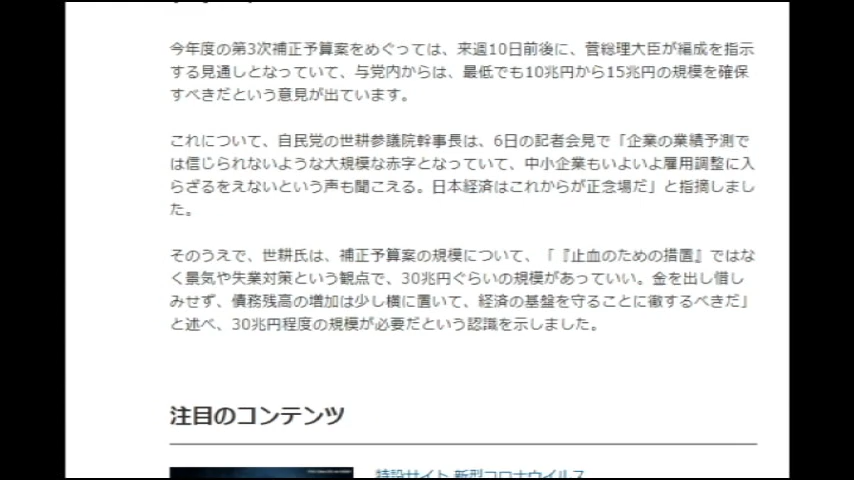 今年度の第3次補正予算案をめぐっては、来週10日前後に、菅総理大臣が編成を指示
する見通しとなっていて、与党内からは、最低でも10兆円から15兆円の規模を確保
すべきだという意見が出ています。
これについて、自民党の世耕参議院幹事長は、6日の記者会見で「企業の業績予測で
は信じられないような大規模な赤字となっていて、中小企業もいよいよ雇用調整に入
らざるをえないという声も聞こえる。日本経済はこれからが正念場だ」と指摘しまし
た。
そのうえで、世耕氏は、補正予算案の規模について、「『止血のための措置』ではな
く景気や失業対策という観点で、30兆円ぐらいの規模があっていい。金を出し惜し
みせず、債務残高の増加は少し横に置いて、経済の基盤を守ることに徹するべきだ」
と述べ、30兆円程度の規模が必要だという認識を示しました。
注目のコンテンツ
特設サイト 新型コロナウイルス